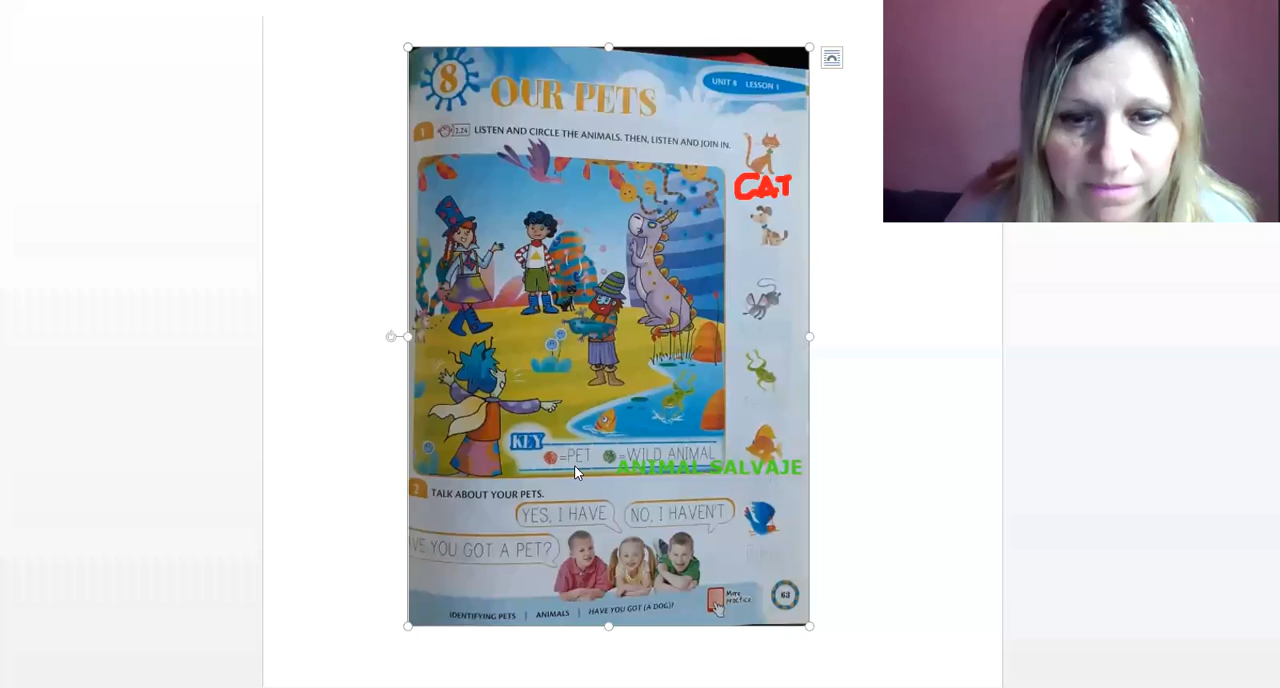 8
OUR PETS
UNIT 8 LESSON 1
1 2.24 LISTEN AND CIRCLE THE ANIMALS. THEN, LISTEN AND JOIN IN.
CAT
KEY
=PET =WILD ANIMAL
ANIMAL SALVAJE
2 TALK ABOUT YOUR PETS.
YES, I HAVE NO, I HAVEN'T
VE YOU GOT A PET?
More
practice
63
IDENTIFYING PETS | ANIMALS | HAVE YOU GOT (A DOG)?